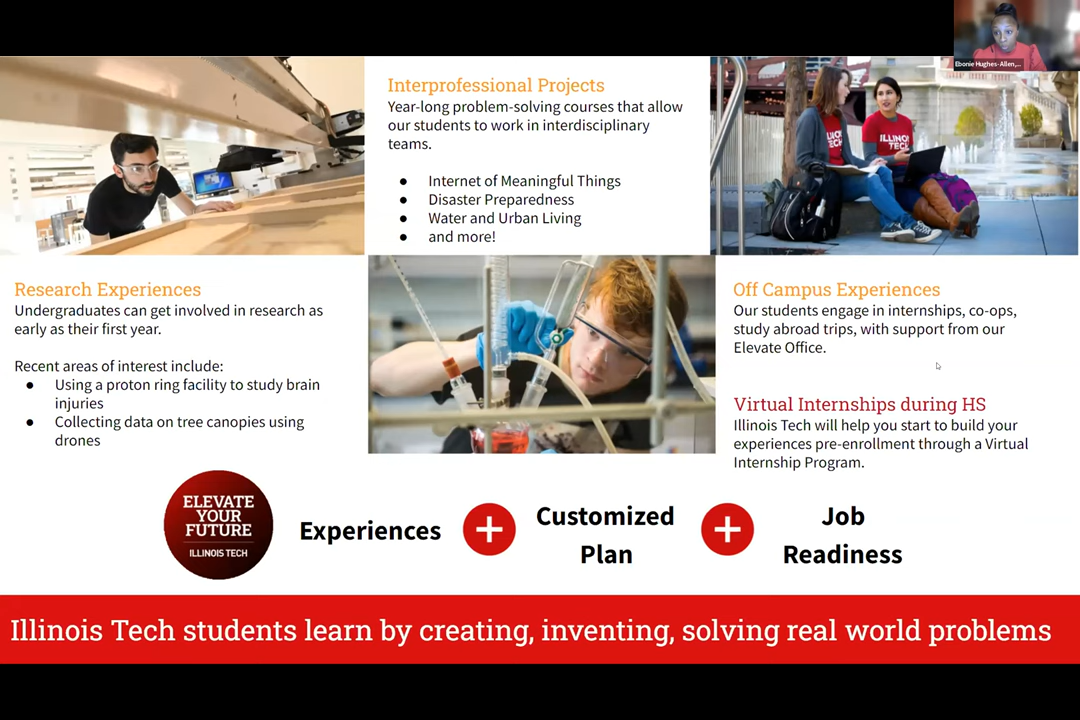 Ebonie Hughes-Allen,...
Interprofessional Projects
Year-long problem-solving courses that allow
our students to work in interdisciplinary
teams.
● Internet of Meaningful Things
● Disaster Preparedness
● Water and Urban Living
● and more!
ILLINOIS
TECH
ILLINOIS
TECH
Research Experiences
Undergraduates can get involved in research as
early as their first year.
Recent areas of interest include:
● Using a proton ring facility to study brain
injuries
● Collecting data on tree canopies using
drones
Off Campus Experiences
Our students engage in internships, co-ops,
study abroad trips, with support from our
Elevate Office.
Virtual Internships during HS
Illinois Tech will help you start to build your
experiences pre-enrollment through a Virtual
Internship Program.
ELEVATE
YOUR
FUTURE
ILLINOIS TECH
Experiences
+
Customized
Plan
+
Job
Readiness
Illinois Tech students learn by creating, inventing, solving real world problems